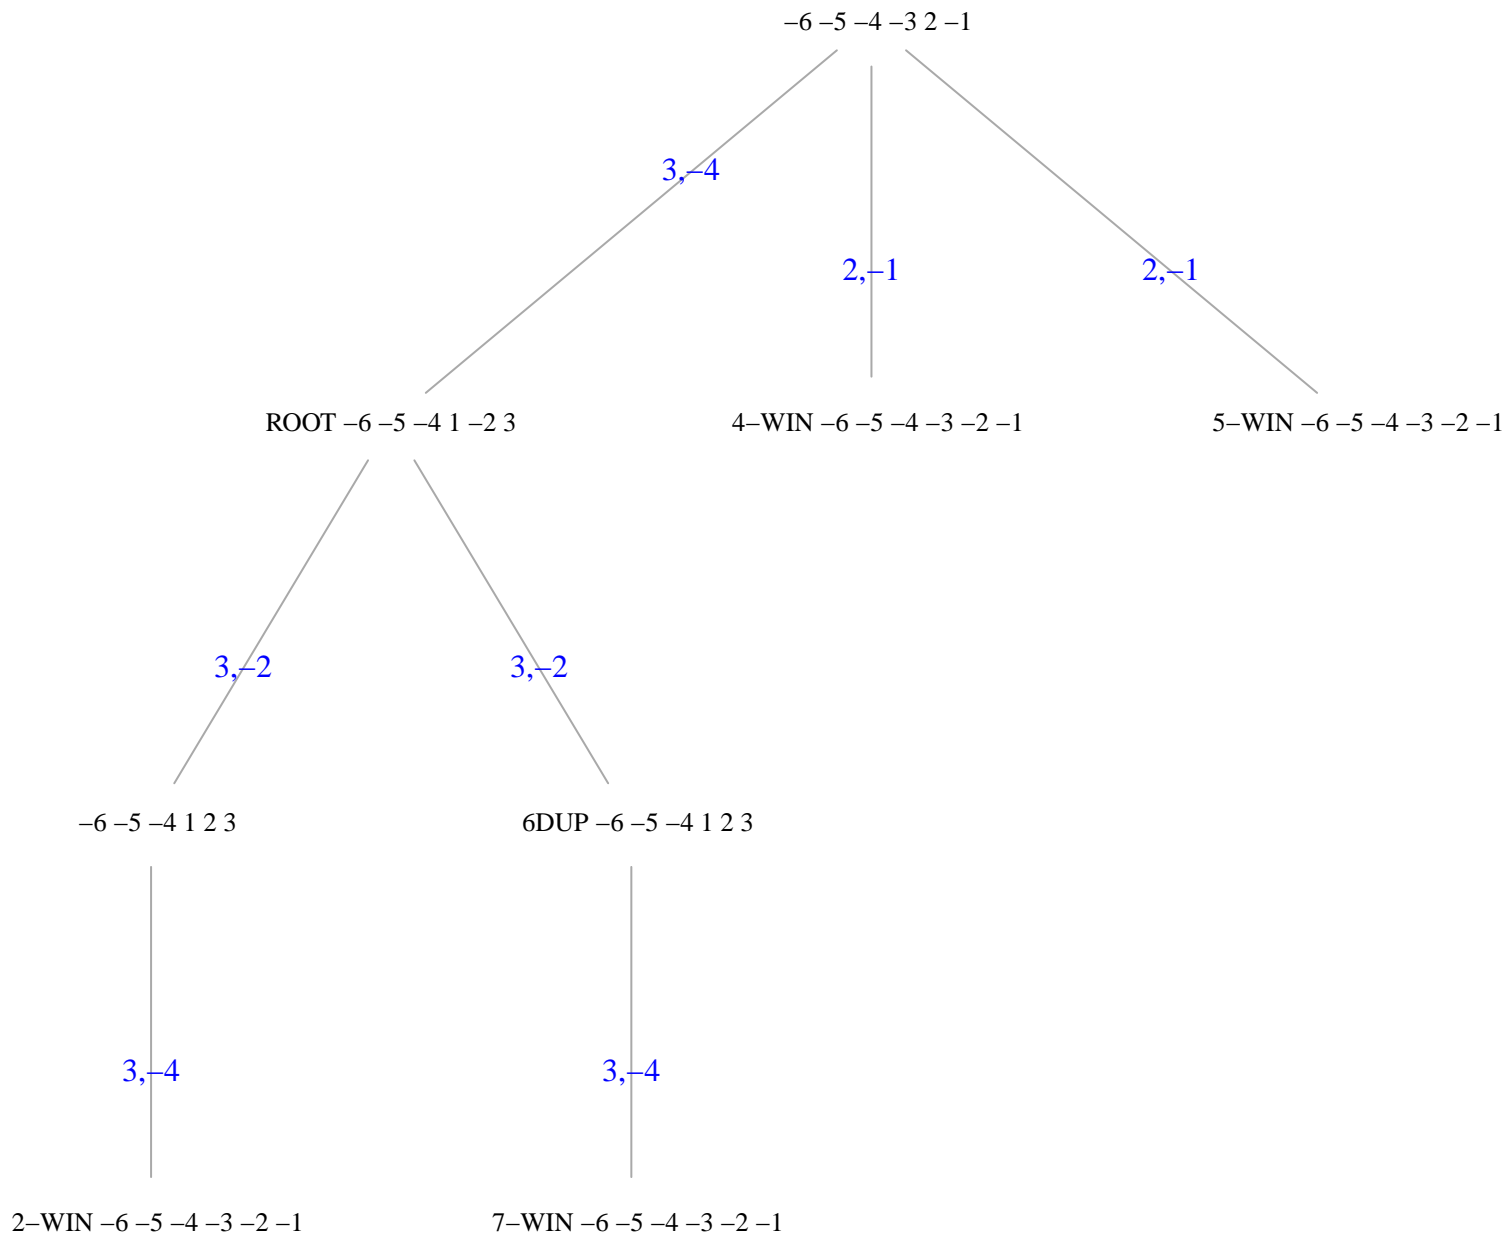 –6 –5 –4 –3 2 –1
3,–4
2,–1
2,–1
ROOT –6 –5 –4 1 –2 3
4–WIN –6 –5 –4 –3 –2 –1
5–WIN –6 –5 –4 –3 –2 –1
3,–2
3,–2
–6 –5 –4 1 2 3
6DUP –6 –5 –4 1 2 3
3,–4
3,–4
2–WIN –6 –5 –4 –3 –2 –1
7–WIN –6 –5 –4 –3 –2 –1